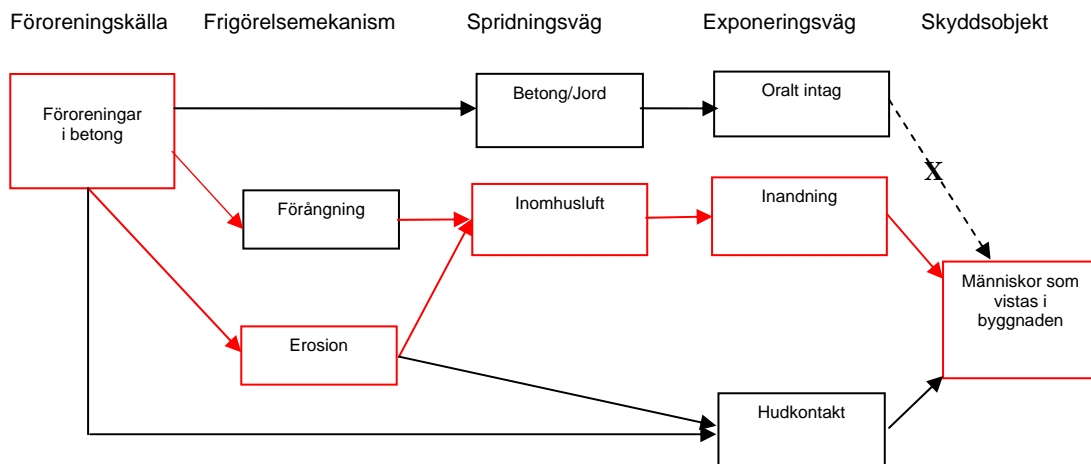 Föroreningskälla
Frigörelsemekanism
Spridningsväg
Exponeringsväg
Skyddsobjekt
Föroreningar
i betong
Betong/Jord
Oralt intag
X
Förångning
Inomhusluft
Inandning
Människor som
vistas i
byggnaden
Erosion
Hudkontakt